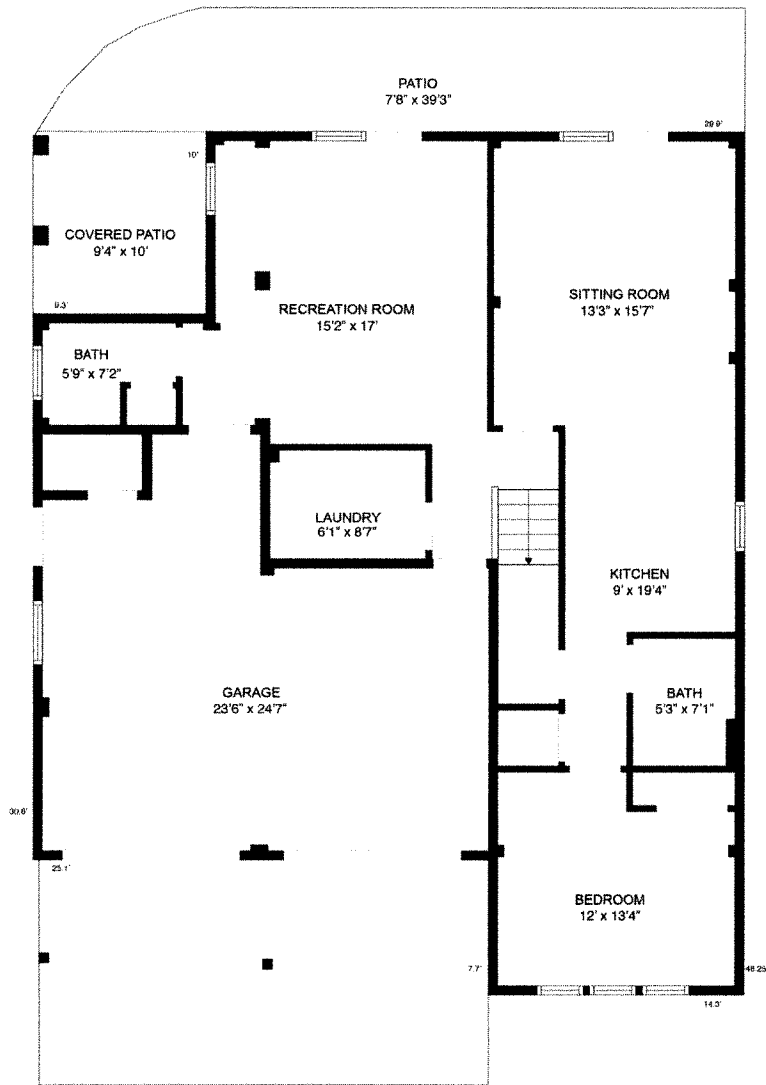 PATIO
7'8" x 39'3"
29.9'
10'
COVERED PATIO
9'4" x 10'
9.3'
RECREATION ROOM
15'2" x 17'
SITTING ROOM
13'3" x 15'7"
BATH
5'9" x 7'2"
LAUNDRY
6'1" x 8'7"
KITCHEN
9' x 19'4"
GARAGE
23'6" x 24'7"
BATH
5'3" x 7'1"
30.6'
25.1'
BEDROOM
12' x 13'4"
7.7'
48.25
14.3'